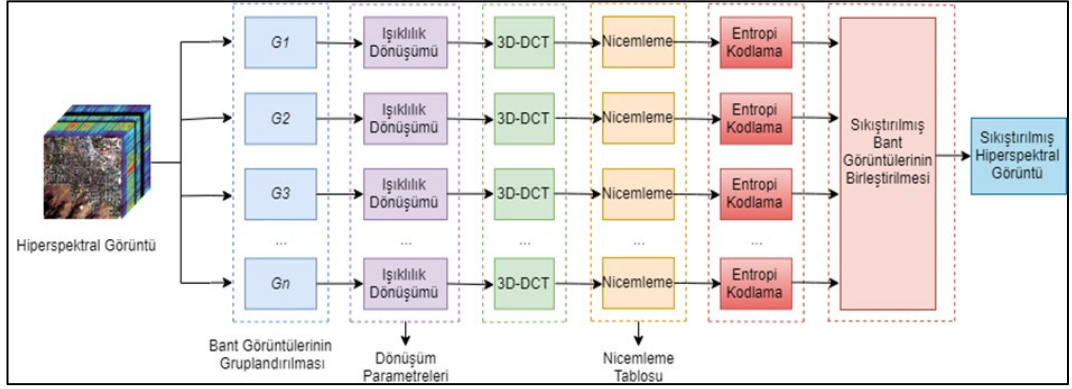 G1
Işıklılık
Dönüşümü
3D-DCT
Nicemleme
Entropi
Kodlama
G2
Işıklılık
Dönüşümü
3D-DCT
Nicemleme
Entropi
Kodlama
G3
Işıklılık
Dönüşümü
3D-DCT
Nicemleme
Entropi
Kodlama
...
...
...
...
...
Gn
Işıklılık
Dönüşümü
3D-DCT
Nicemleme
Entropi
Kodlama
Hiperspektral Görüntü
Sıkıştırılmış
Bant
Görüntülerinin
Birleştirilmesi
Sıkıştırılmış
Hiperspektral
Görüntü
Bant Görüntülerinin
Gruplandırılması
Dönüşüm
Parametreleri
Nicemleme
Tablosu